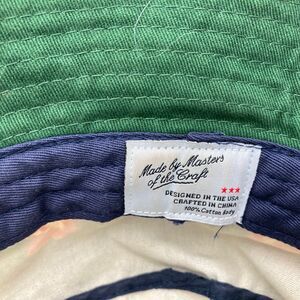 Made by Masters
of the Craft
DESIGNED IN THE USA
CRAFTED IN CHINA
100% Cotton Body